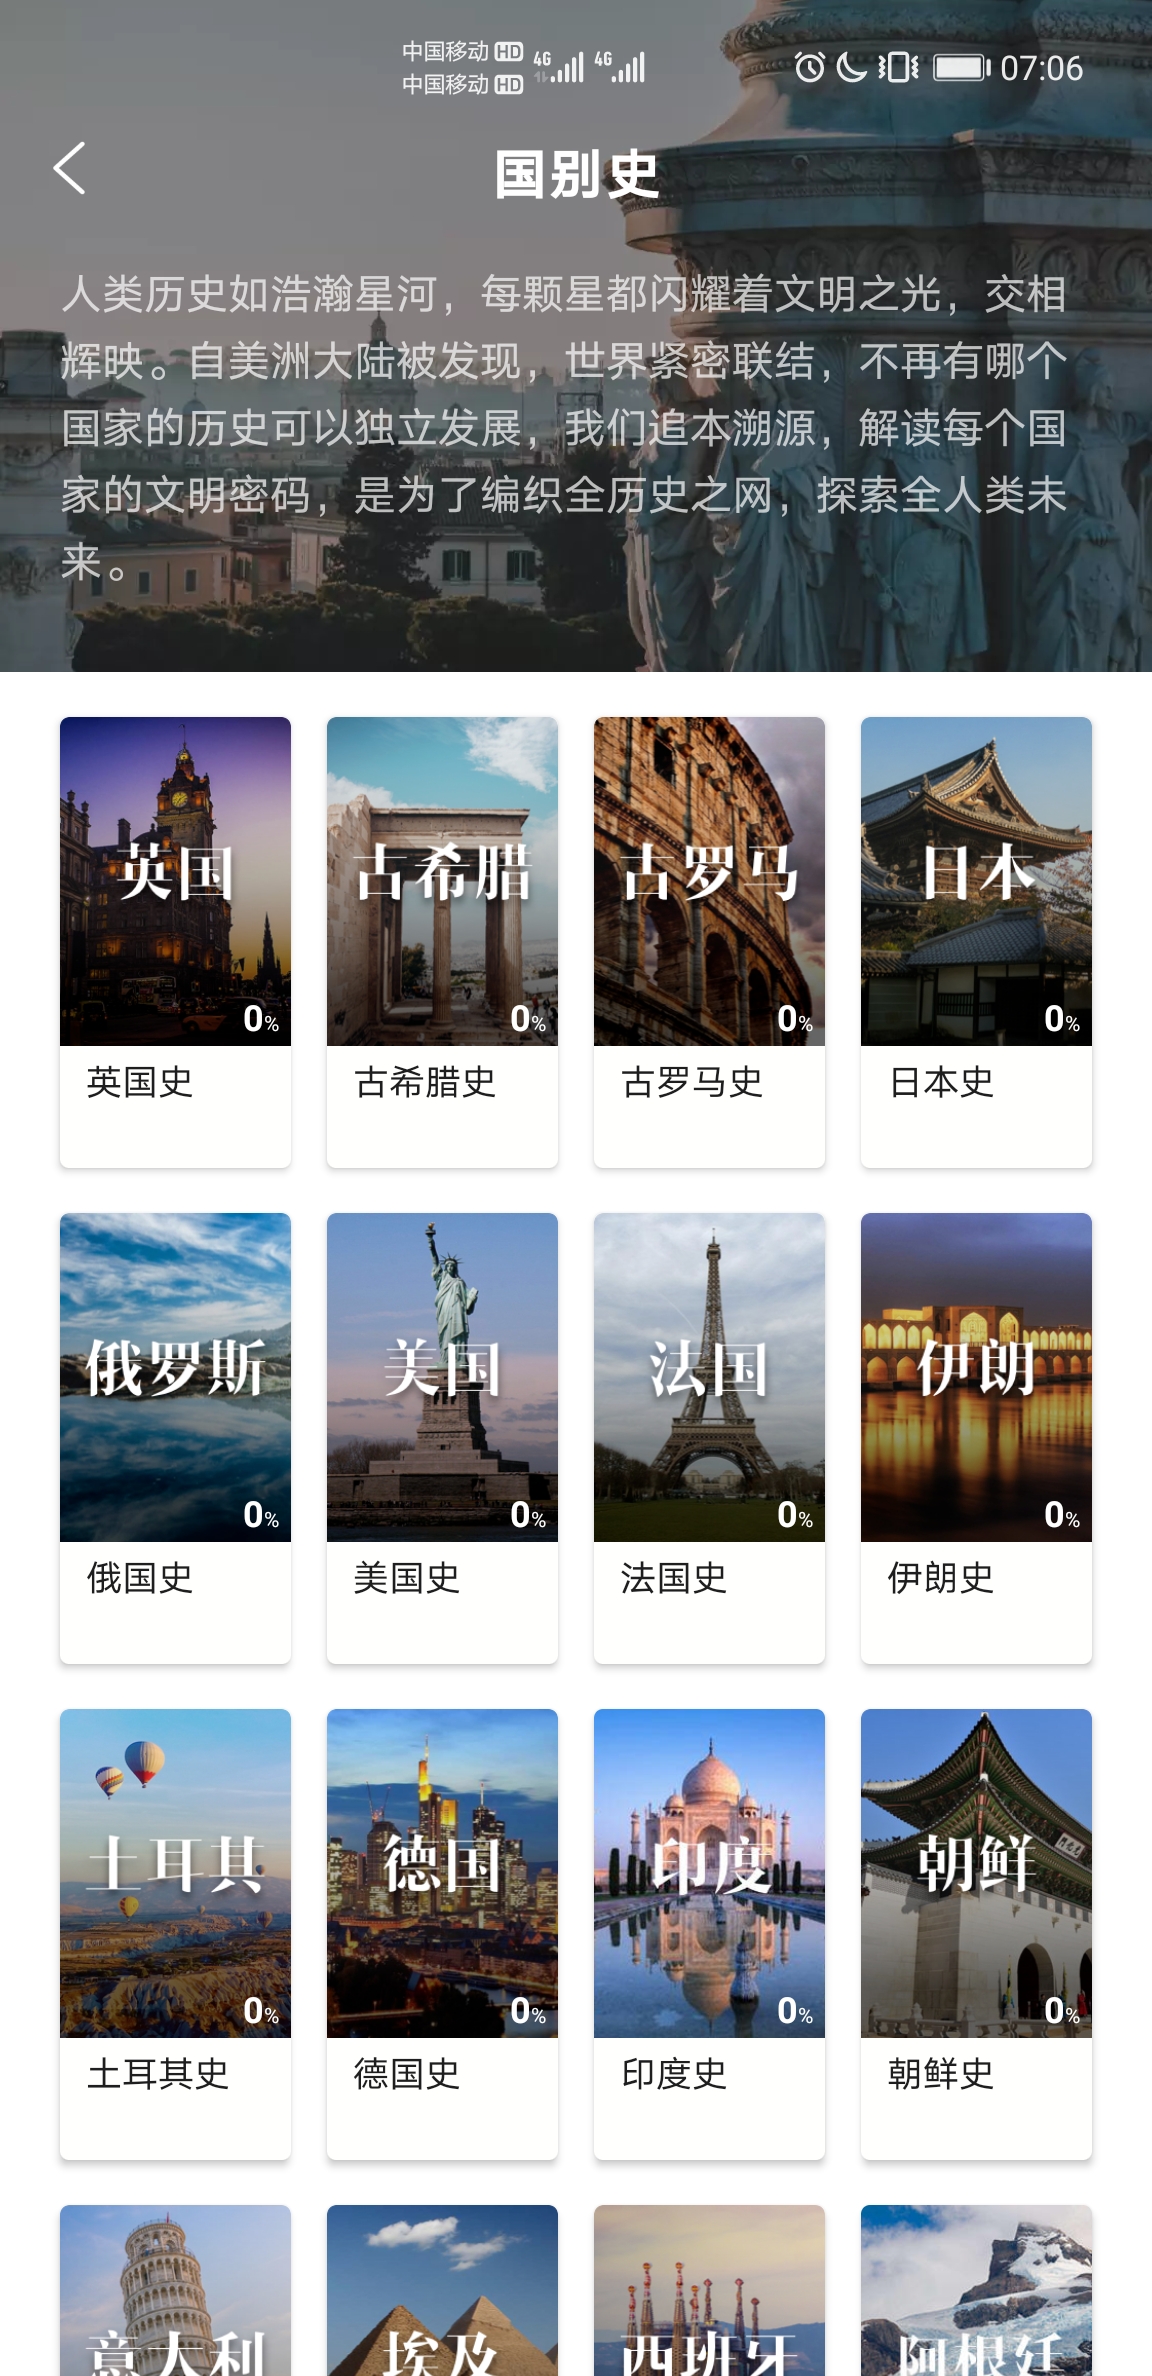 中国移动 HD 4G 4G 07:06
中国移动 HD
国别史
人类历史如浩瀚星河，每颗星都闪耀着文明之光，交相
辉映。自美洲大陆被发现，世界紧密联结，不再有哪个
国家的历史可以独立发展，我们追本溯源，解读每个国
家的文明密码，是为了编织全历史之网，探索全人类未
来。
英国 古希腊 古罗马 日本
0% 0% 0% 0%
英国史 古希腊史 古罗马史 日本史
俄罗斯 美国 法国 伊朗
0% 0% 0% 0%
俄国史 美国史 法国史 伊朗史
土耳其 德国 印度 朝鲜
0% 0% 0% 0%
土耳其史 德国史 印度史 朝鲜史
意大利 埃及 西班牙 阿根廷